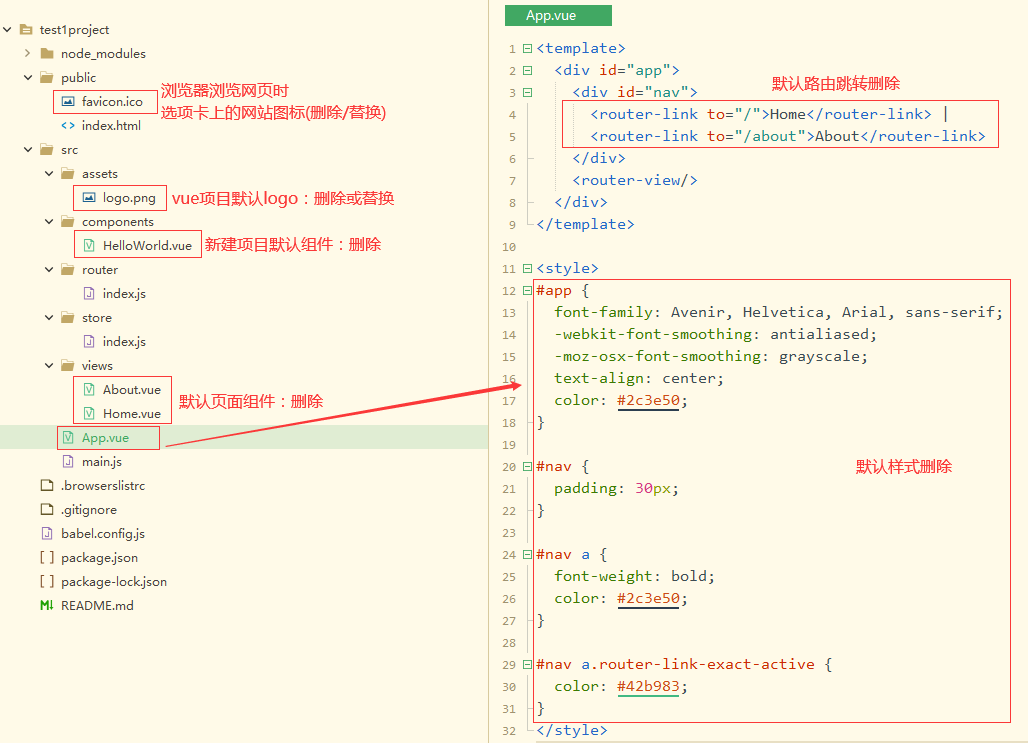 test1project
node_modules
public
favicon.ico
浏览器浏览网页时
选项卡上的网站图标(删除/替换)
index.html
src
assets
logo.png
vue项目默认logo：删除或替换
components
HelloWorld.vue
新建项目默认组件：删除
router
index.js
store
index.js
views
About.vue
Home.vue
默认页面组件：删除
App.vue
main.js
.browserslistrc
.gitignore
babel.config.js
package.json
package-lock.json
README.md
App.vue
1 <template>
2 <div id="app">
3 <div id="nav">
默认路由跳转删除
4 <router-link to="/">Home</router-link> |
5 <router-link to="/about">About</router-link>
6 </div>
7 <router-view/>
8 </div>
9 </template>
10
11 <style>
12 #app {
13 font-family: Avenir, Helvetica, Arial, sans-serif;
14 -webkit-font-smoothing: antialiased;
15 -moz-osx-font-smoothing: grayscale;
16 text-align: center;
17 color: #2c3e50;
18 }
19
20 #nav {
默认样式删除
21 padding: 30px;
22 }
23
24 #nav a {
25 font-weight: bold;
26 color: #2c3e50;
27 }
28
29 #nav a.router-link-exact-active {
30 color: #42b983;
31 }
32 </style>